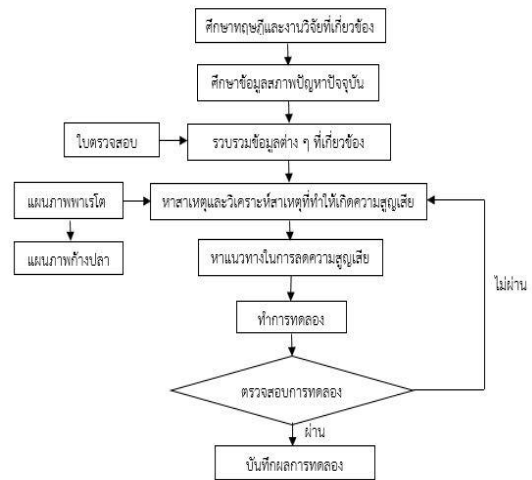 ศึกษาทฤษฎีและงานวิจัยที่เกี่ยวข้อง
ศึกษาข้อมูลสภาพปัญหาปัจจุบัน
ใบตรวจสอบ
รวบรวมข้อมูลต่าง ๆ ที่เกี่ยวข้อง
แผนภาพพาเรโต
หาสาเหตุและวิเคราะห์สาเหตุที่ทำให้เกิดความสูญเสีย
แผนภาพก้างปลา
หาแนวทางในการลดความสูญเสีย
ไม่ผ่าน
ทำการทดลอง
ตรวจสอบการทดลอง
ผ่าน
บันทึกผลการทดลอง